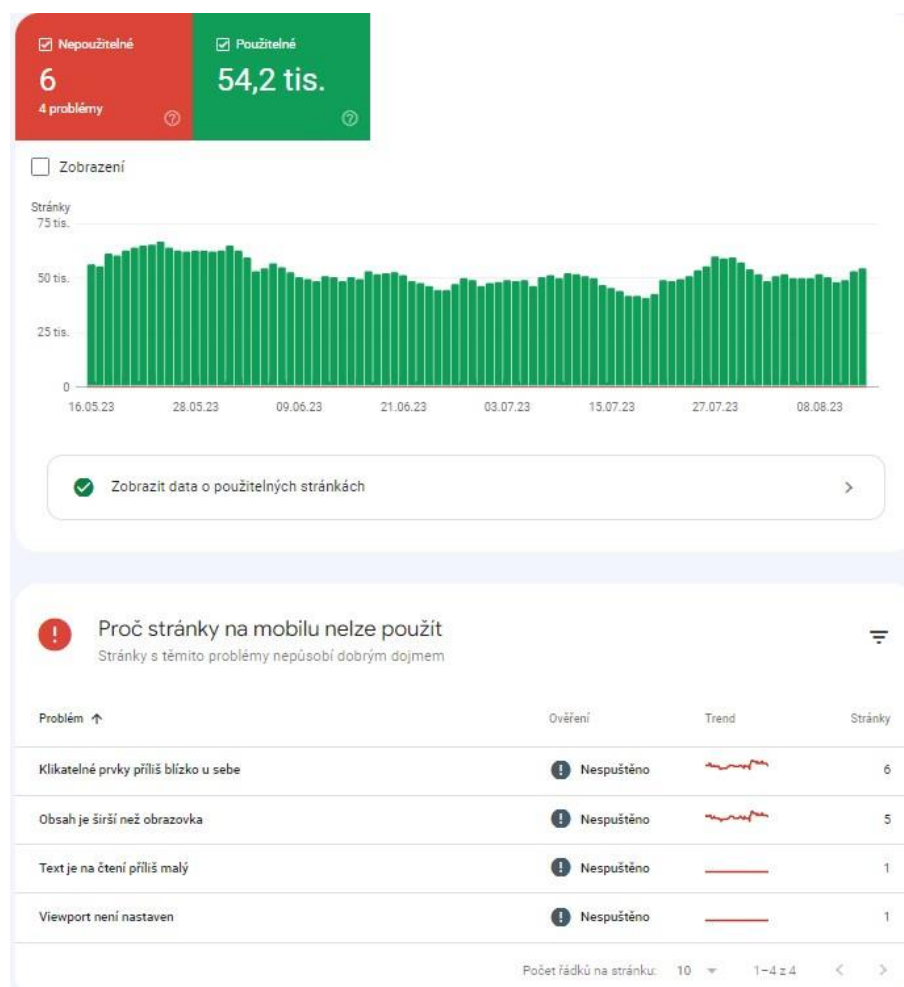 Nepoužitelné
6
4 problémy
Použitelné
54,2 tis.
Zobrazení
Stránky
75 tis.
50 tis.
25 tis.
0
16.05.23 28.05.23 09.06.23 21.06.23 03.07.23 15.07.23 27.07.23 08.08.23
Zobrazit data o použitelných stránkách
Proč stránky na mobilu nelze použít
Stránky s těmito problémy nepůsobí dobrým dojmem
Problém Ověření Trend Stránky
Klikatelné prvky příliš blízko u sebe Nespuštěno 6
Obsah je širší než obrazovka Nespuštěno 5
Text je na čtení příliš malý Nespuštěno 1
Viewport není nastaven Nespuštěno 1
Počet řádků na stránku: 10 1–4 z 4